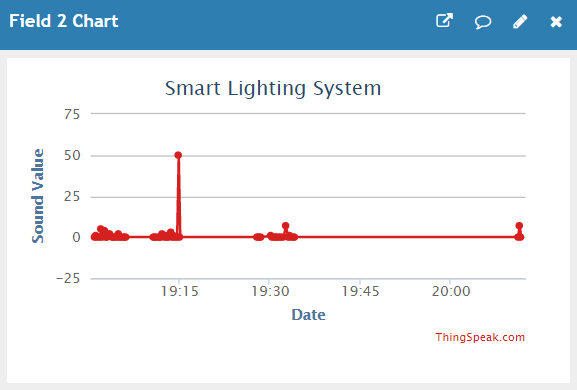 Field 2 Chart
Smart Lighting System
75
50
25
0
−25
Sound Value
19:15 19:30 19:45 20:00
Date
ThingSpeak.com